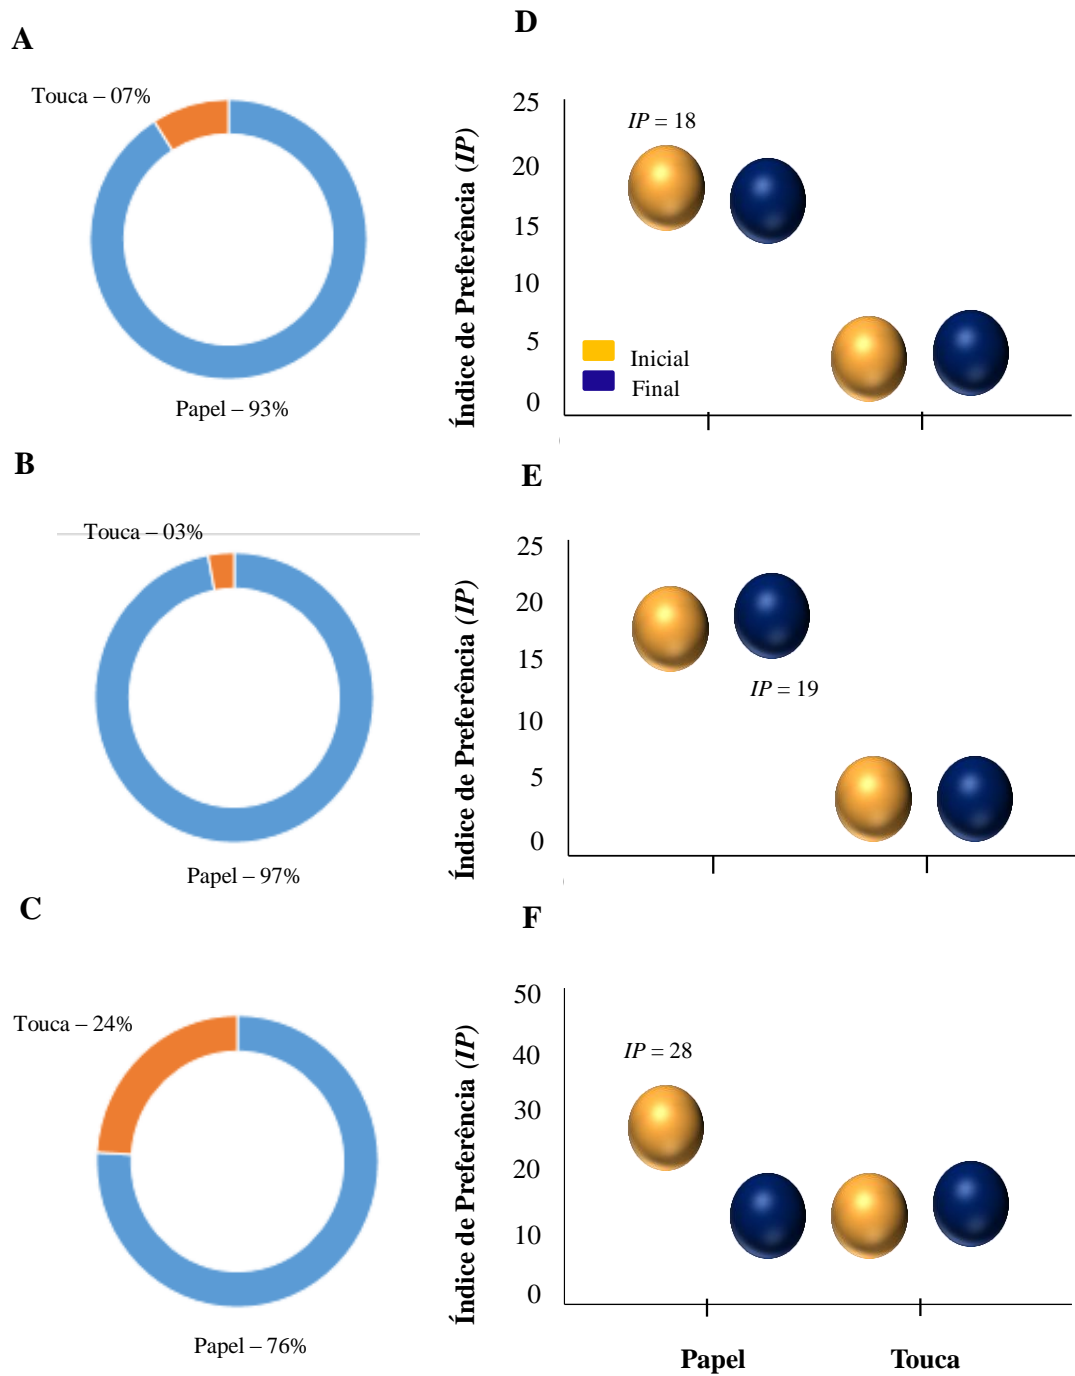 A
Touca – 07%
Papel – 93%
B
Touca – 03%
Papel – 97%
C
Touca – 24%
Papel – 76%
D
Índice de Preferência (IP)
25
20
15
10
5
0
IP = 18
Inicial
Final
E
Índice de Preferência (IP)
25
20
15
10
5
0
IP = 19
F
Índice de Preferência (IP)
50
40
30
20
10
0
IP = 28
Papel
Touca